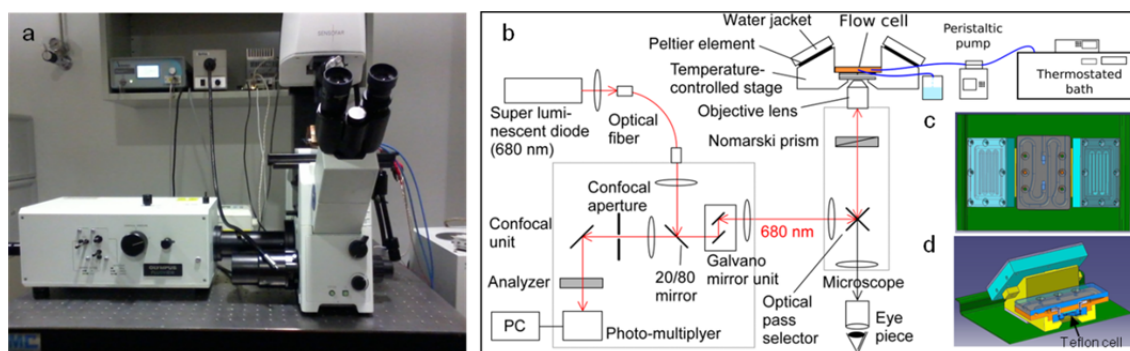 a
OLYMPUS
b
Water jacket
Flow cell
Peltier element
Peristaltic
pump
Temperature-
controlled stage
Thermostated
bath
Objective lens
Super lumi-
nescent diode
(680 nm)
Optical
fiber
Nomarski prism
c
Confocal
aperture
Confocal
unit
680 nm
Analyzer
20/80
mirror
Galvano
mirror unit
Microscope
Optical
pass
selector
d
PC
Photo-multiplyer
Eye
piece
Teflon cell